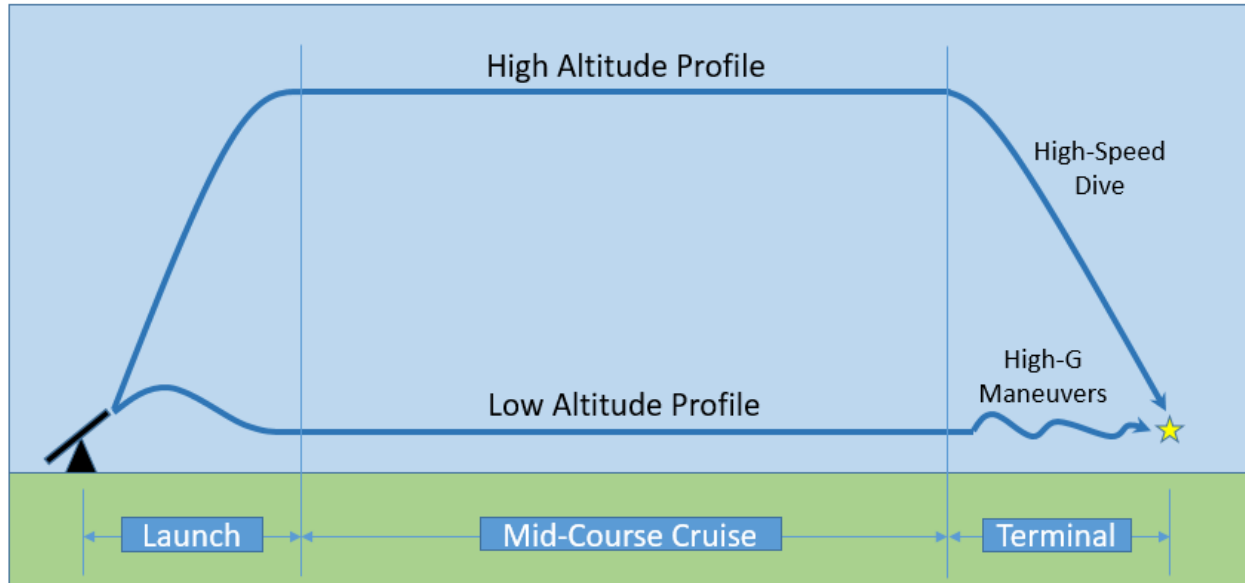 High Altitude Profile
High-Speed
Dive
High-G
Maneuvers
Low Altitude Profile
Launch
Mid-Course Cruise
Terminal